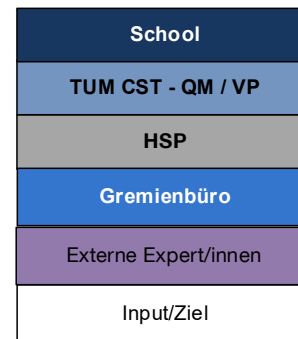 School
TUM CST - QM / VP
HSP
Gremienbüro
Externe Expert/innen
Input/Ziel